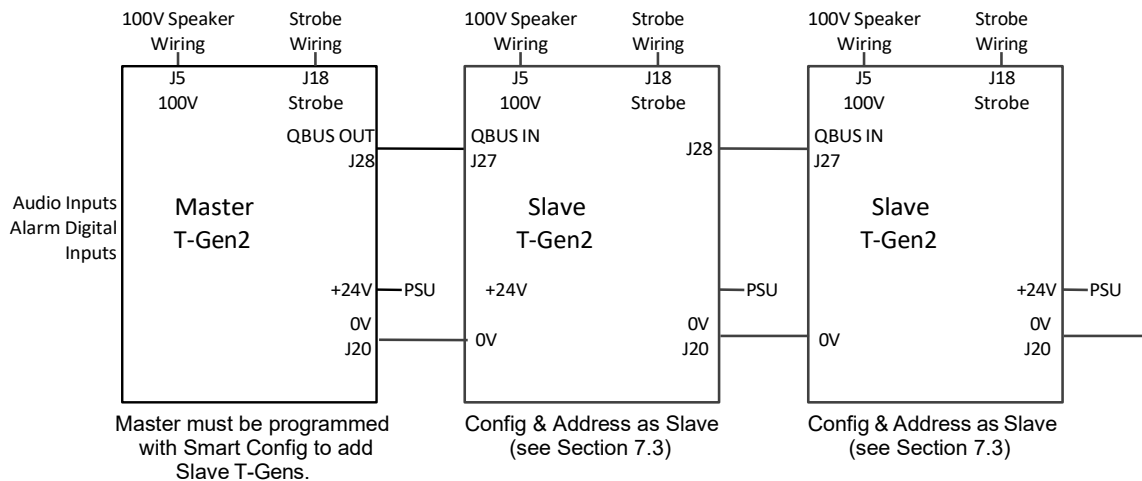 100V Speaker
Wiring
Strobe
Wiring
100V Speaker
Wiring
Strobe
Wiring
100V Speaker
Wiring
Strobe
Wiring
J5
100V
J18
Strobe
QBUS OUT
J28
Audio Inputs
Alarm Digital
Inputs
Master
T-Gen2
+24V
PSU
0V
J20
J5
100V
J18
Strobe
QBUS IN
J27
J28
Slave
T-Gen2
+24V
PSU
0V
0V
J20
J5
100V
J18
Strobe
QBUS IN
J27
Slave
T-Gen2
+24V
PSU
0V
0V
J20
Master must be programmed
with Smart Config to add
Slave T-Gens.
Config & Address as Slave
(see Section 7.3)
Config & Address as Slave
(see Section 7.3)